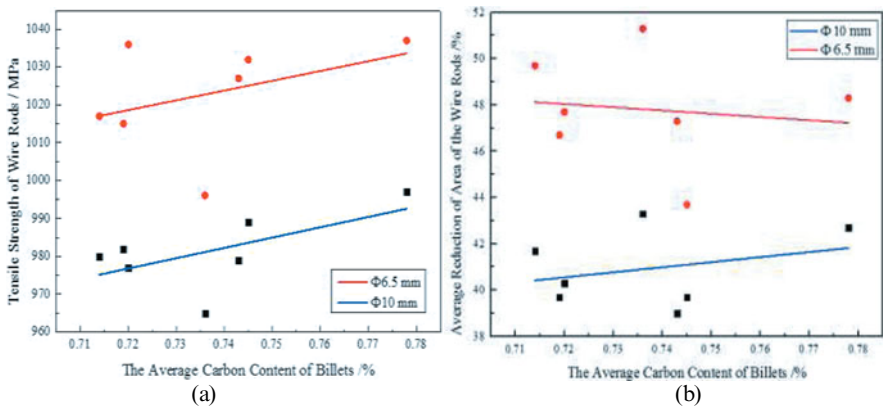 Tensile Strength of Wire Rods / MPa
1040
1030
1020
1010
1000
990
980
970
960
Φ6.5 mm
Φ10 mm
0.71 0.72 0.73 0.74 0.75 0.76 0.77 0.78
The Average Carbon Content of Billets /%
(a)
Average Reduction of Area of the Wire Rods /%
52
50
48
46
44
42
40
38
Φ10 mm
Φ6.5 mm
0.71 0.72 0.73 0.74 0.75 0.76 0.77 0.78
The Average Carbon Content of Billets /%
(b)